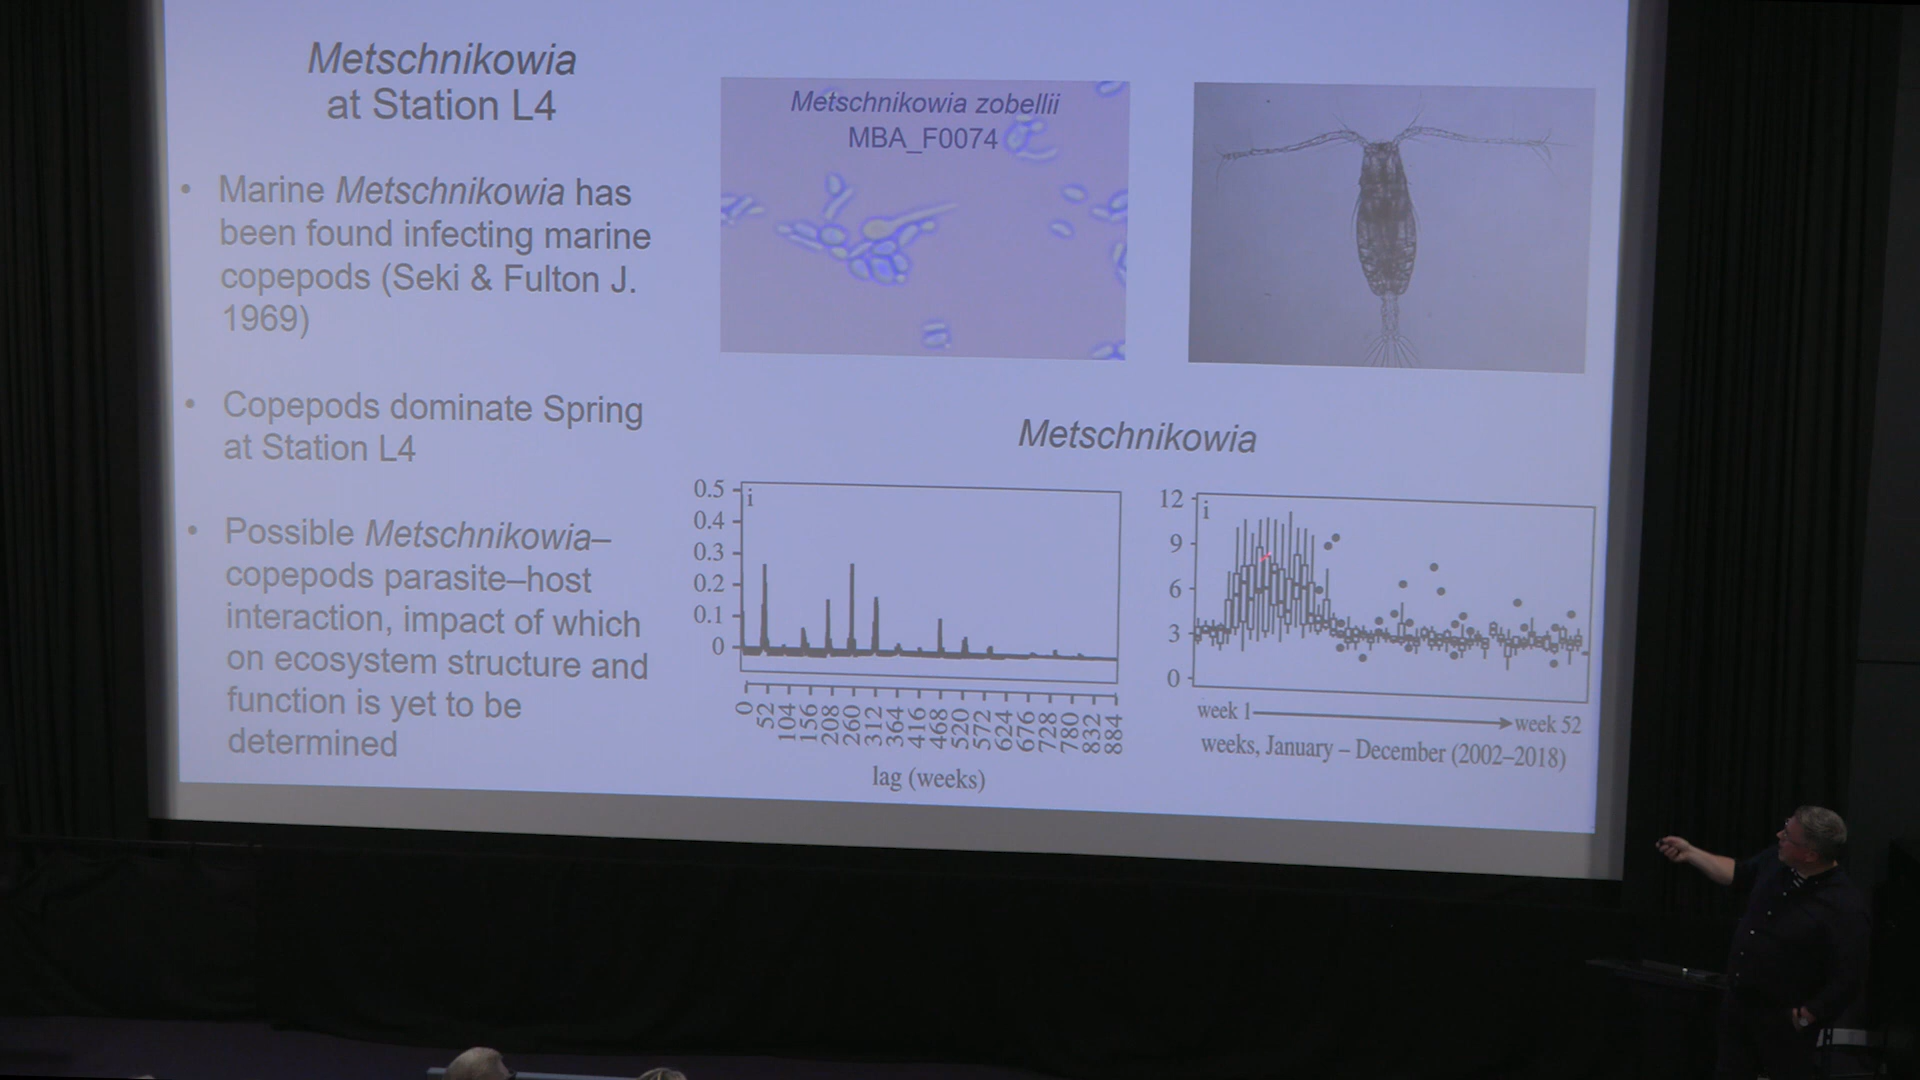 Metschnikowia
at Station L4
• Marine Metschnikowia has
been found infecting marine
copepods (Seki & Fulton J.
1969)
• Copepods dominate Spring
at Station L4
• Possible Metschnikowia–
copepods parasite–host
interaction, impact of which
on ecosystem structure and
function is yet to be
determined
Metschnikowia zobellii
MBA_F0074
Metschnikowia
0.5
0.4
0.3
0.2
0.1
0
i
0 52 104 156 208 260 312 364 416 468 520 572 624 676 728 780 832 884
lag (weeks)
12
9
6
3
0
i
week 1 week 52
weeks, January – December (2002–2018)